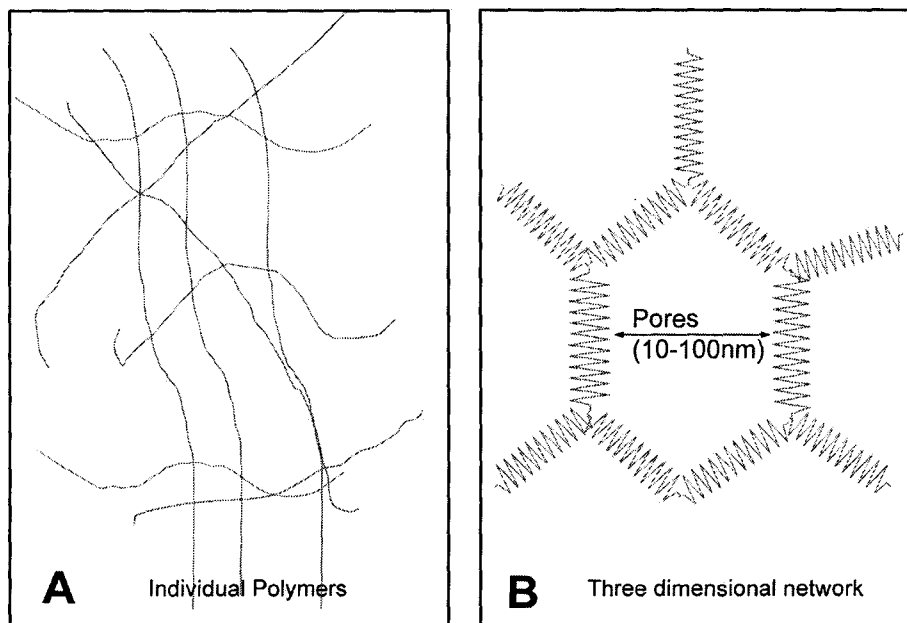 A
Individual Polymers
Pores
(10-100nm)
B
Three dimensional network